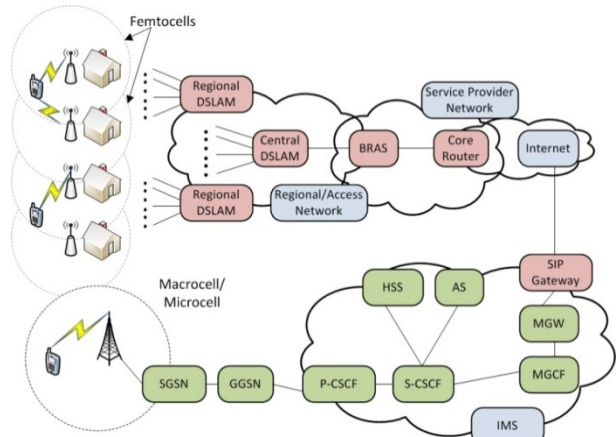 Femtocells
Regional
DSLAM
Service Provider
Network
Central
DSLAM
BRAS
Core
Router
Internet
Regional
DSLAM
Regional/Access
Network
Macrocell/
Microcell
SIP
Gateway
HSS
AS
MGW
SGSN
GGSN
P-CSCF
S-CSCF
MGCF
IMS